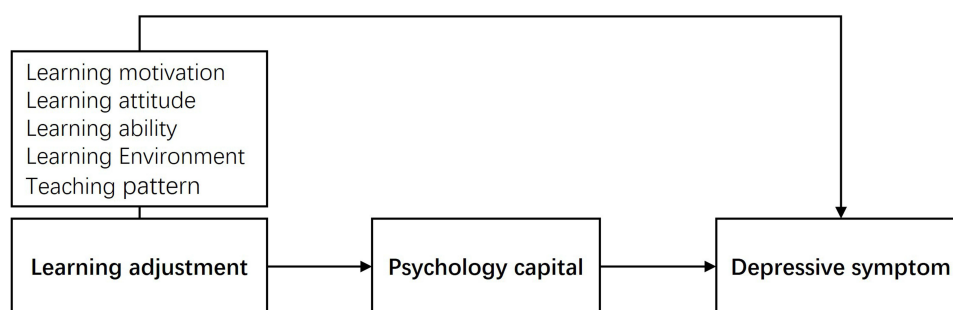 Learning motivation
Learning attitude
Learning ability
Learning Environment
Teaching pattern
Learning adjustment
Psychology capital
Depressive symptom